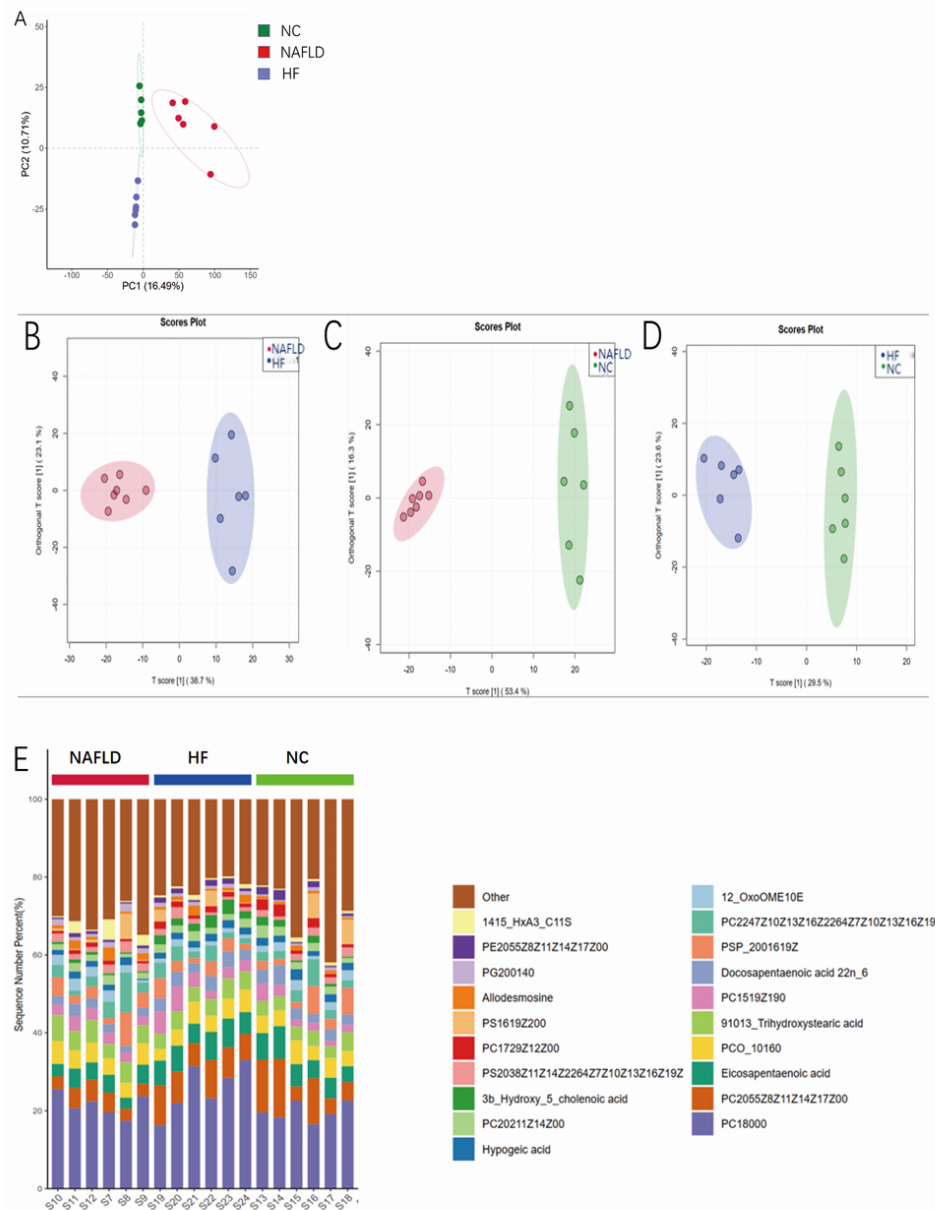 A
50
25
0
-25
PC2 (10.71%)
-100
-50
0
50
100
150
PC1 (16.49%)
NC
NAFLD
HF
B
Scores Plot
NAFLD
HF
40
20
0
-20
-40
Orthogonal T score [1] ( 23.1 %)
-30
-20
-10
0
10
20
30
T score [1] ( 38.7 %)
C
Scores Plot
NAFLD
NC
40
20
0
-20
-40
Orthogonal T score [1] ( 16.3 %)
-20
0
20
T score [1] ( 53.4 %)
D
Scores Plot
HF
NC
40
20
0
-20
-40
Orthogonal T score [1] ( 23.6 %)
-20
-10
0
10
20
T score [1] ( 29.5 %)
E
NAFLD
HF
NC
100
80
60
40
20
0
Sequence Number Percent(%)
S10
S11
S12
S7
S8
S9
S19
S20
S21
S22
S23
S24
S13
S14
S15
S16
S17
S18
Other
1415_HxA3_C11S
PE2055Z8Z11Z14Z17Z00
PG200140
Allodesmosine
PS1619Z200
PC1729Z12Z00
PS2038Z11Z14Z2264Z7Z10Z13Z16Z19Z
3b_Hydroxy_5_cholenoic acid
PC20211Z14Z00
Hypogeic acid
12_OxoOME10E
PC2247Z10Z13Z16Z2264Z7Z10Z13Z16Z19
PSP_2001619Z
Docosapentaenoic acid 22n_6
PC1519Z190
91013_Trihydroxystearic acid
PCO_10160
Eicosapentaenoic acid
PC2055Z8Z11Z14Z17Z00
PC18000